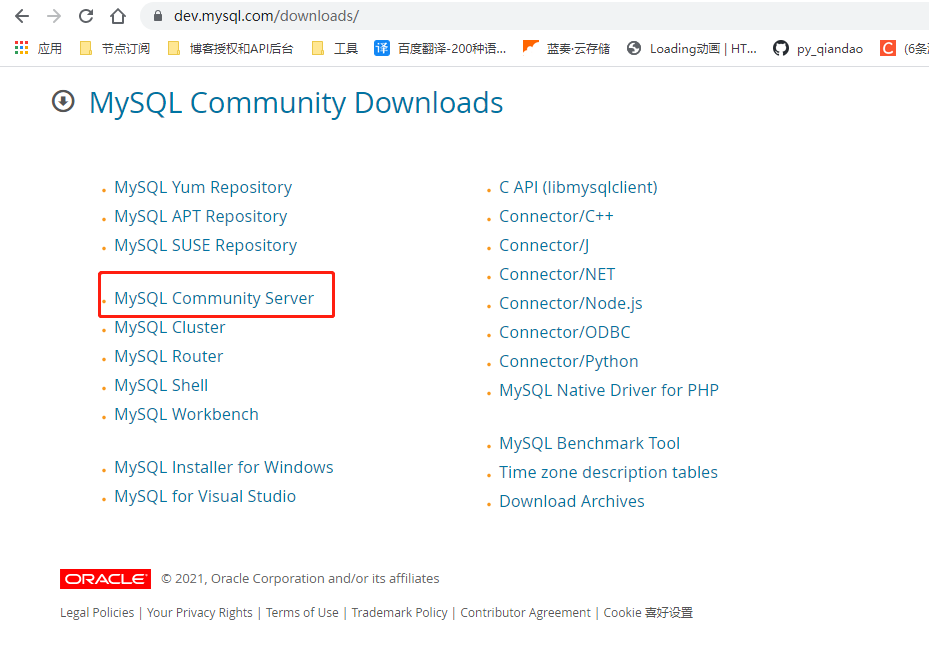 dev.mysql.com/downloads/
应用 节点订阅 博客授权和API后台 工具 译 百度翻译-200种语... 蓝奏·云存储 Loading动画 | HT... py_qiandao C (6条
MySQL Community Downloads
MySQL Yum Repository
MySQL APT Repository
MySQL SUSE Repository
MySQL Community Server
MySQL Cluster
MySQL Router
MySQL Shell
MySQL Workbench
MySQL Installer for Windows
MySQL for Visual Studio
C API (libmysqlclient)
Connector/C++
Connector/J
Connector/NET
Connector/Node.js
Connector/ODBC
Connector/Python
MySQL Native Driver for PHP
MySQL Benchmark Tool
Time zone description tables
Download Archives
ORACLE © 2021, Oracle Corporation and/or its affiliates
Legal Policies | Your Privacy Rights | Terms of Use | Trademark Policy | Contributor Agreement | Cookie 喜好设置